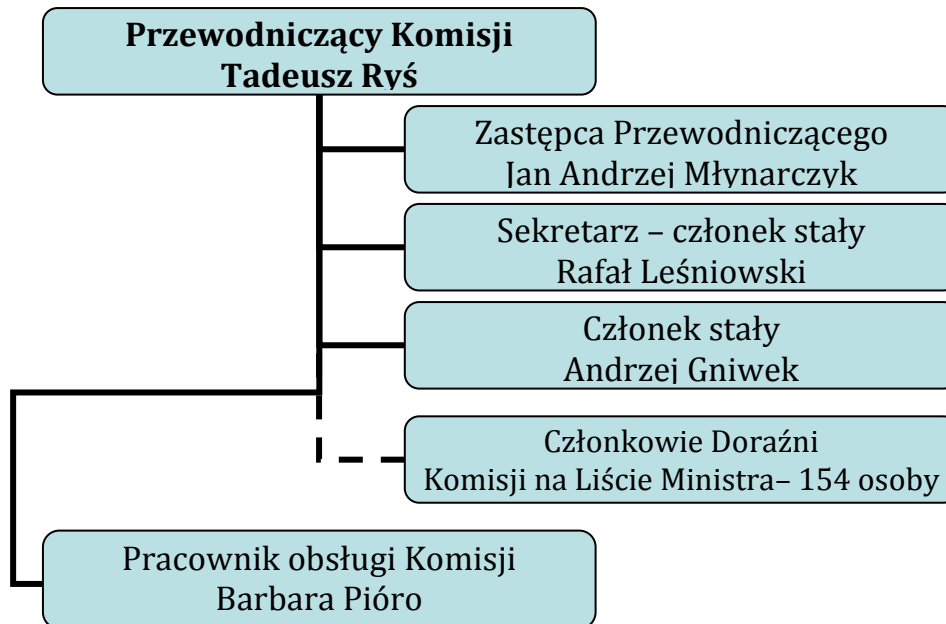 Przewodniczący Komisji
Tadeusz Ryś
Zastępca Przewodniczącego
Jan Andrzej Młynarczyk
Sekretarz – członek stały
Rafał Leśniowski
Członek stały
Andrzej Gniwek
Członkowie Doraźni
Komisji na Liście Ministra– 154 osoby
Pracownik obsługi Komisji
Barbara Pióro